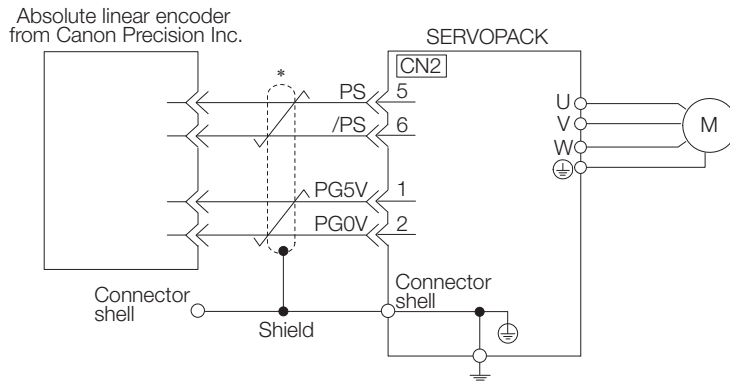 Absolute linear encoder
from Canon Precision Inc.
SERVOPACK
CN2
*
PS 5
/PS 6
PG5V 1
PG0V 2
U
V
W
M
Connector
shell
Shield
Connector
shell